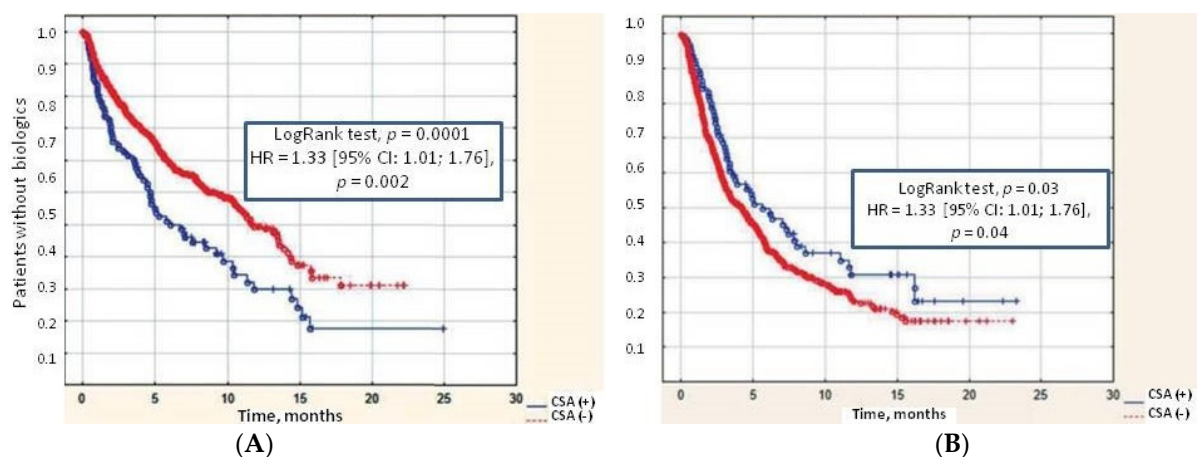 1.0
0.9
0.8
0.7
0.6
0.5
0.4
0.3
0.2
0.1
Patients without biologics
LogRank test, p = 0.0001
HR = 1.33 [95% CI: 1.01; 1.76],
p = 0.002
0 5 10 15 20 25 30
Time, months
CSA (+)
CSA (-)
(A)
1.0
0.9
0.8
0.7
0.6
0.5
0.4
0.3
0.2
0.1
LogRank test, p = 0.03
HR = 1.33 [95% CI: 1.01; 1.76],
p = 0.04
0 5 10 15 20 25 30
Time, months
CSA (+)
CSA (-)
(B)